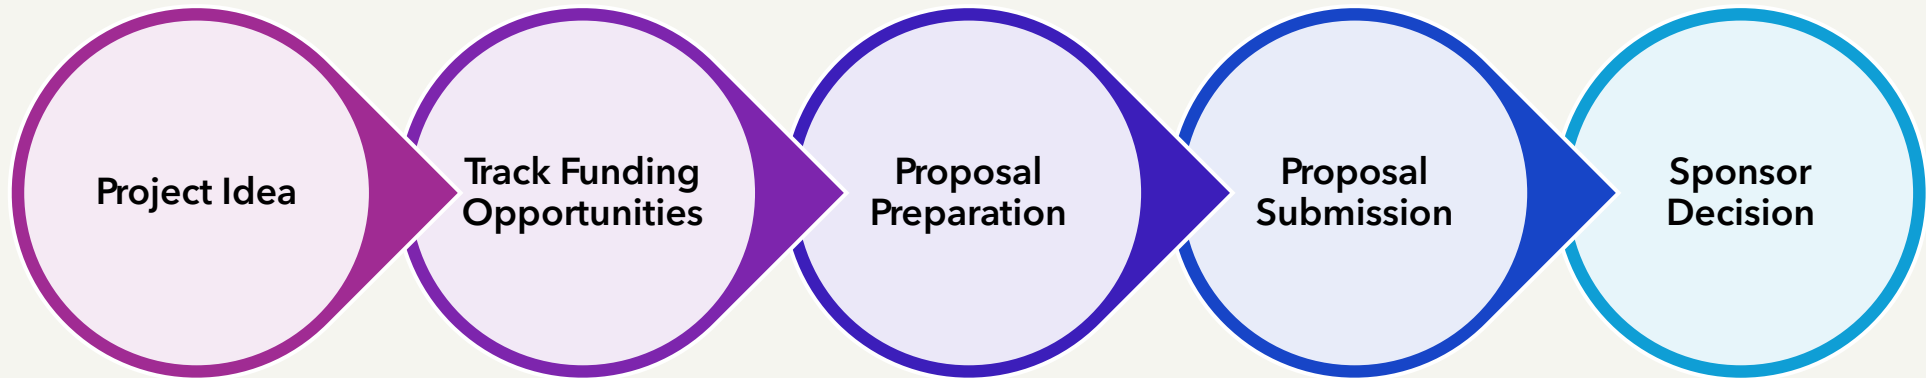 Project Idea
Track Funding
Opportunities
Proposal
Preparation
Proposal
Submission
Sponsor
Decision